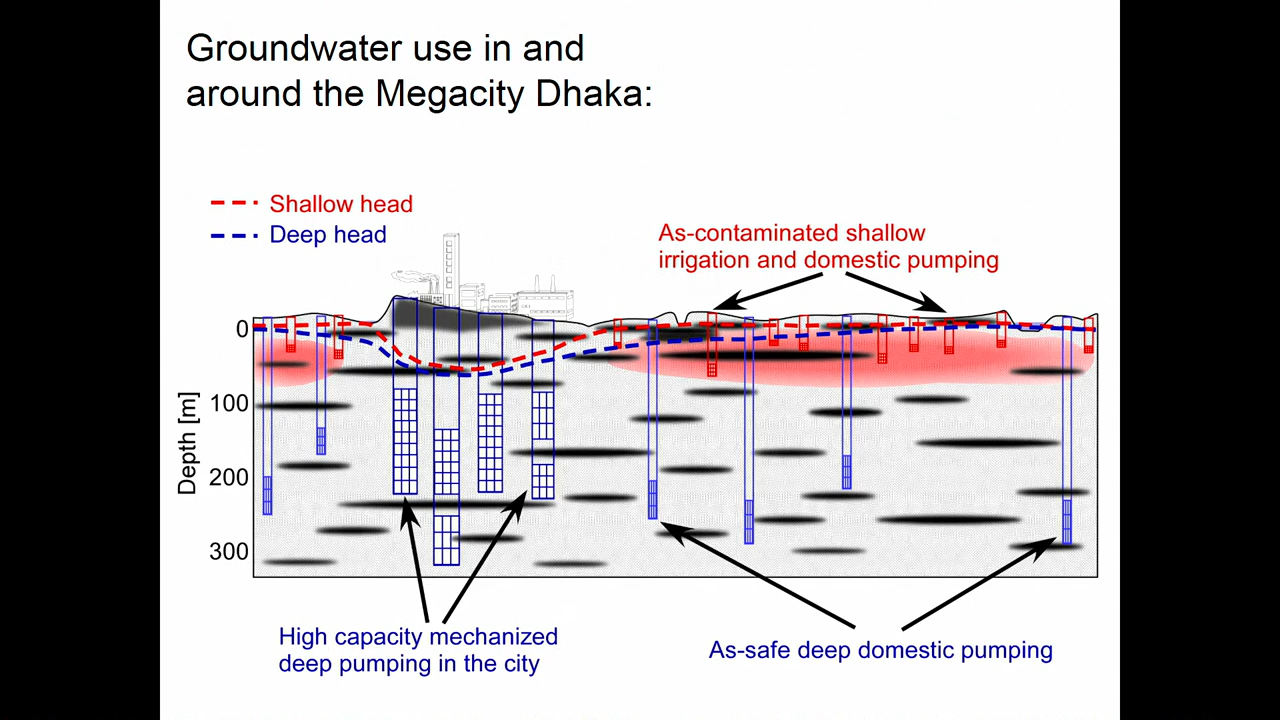 Groundwater use in and
around the Megacity Dhaka:
Shallow head
Deep head
As-contaminated shallow
irrigation and domestic pumping
0
100
200
300
Depth [m]
High capacity mechanized
deep pumping in the city
As-safe deep domestic pumping